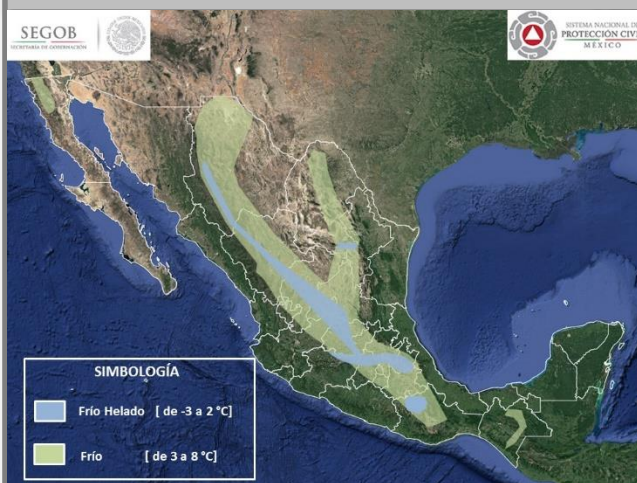 SEGOB
SECRETARÍA DE GOBERNACIÓN
SISTEMA NACIONAL DE
PROTECCIÓN CIVIL
MÉXICO
SIMBOLOGÍA
Frío Helado [ de -3 a 2 °C]
Frío [ de 3 a 8 °C]